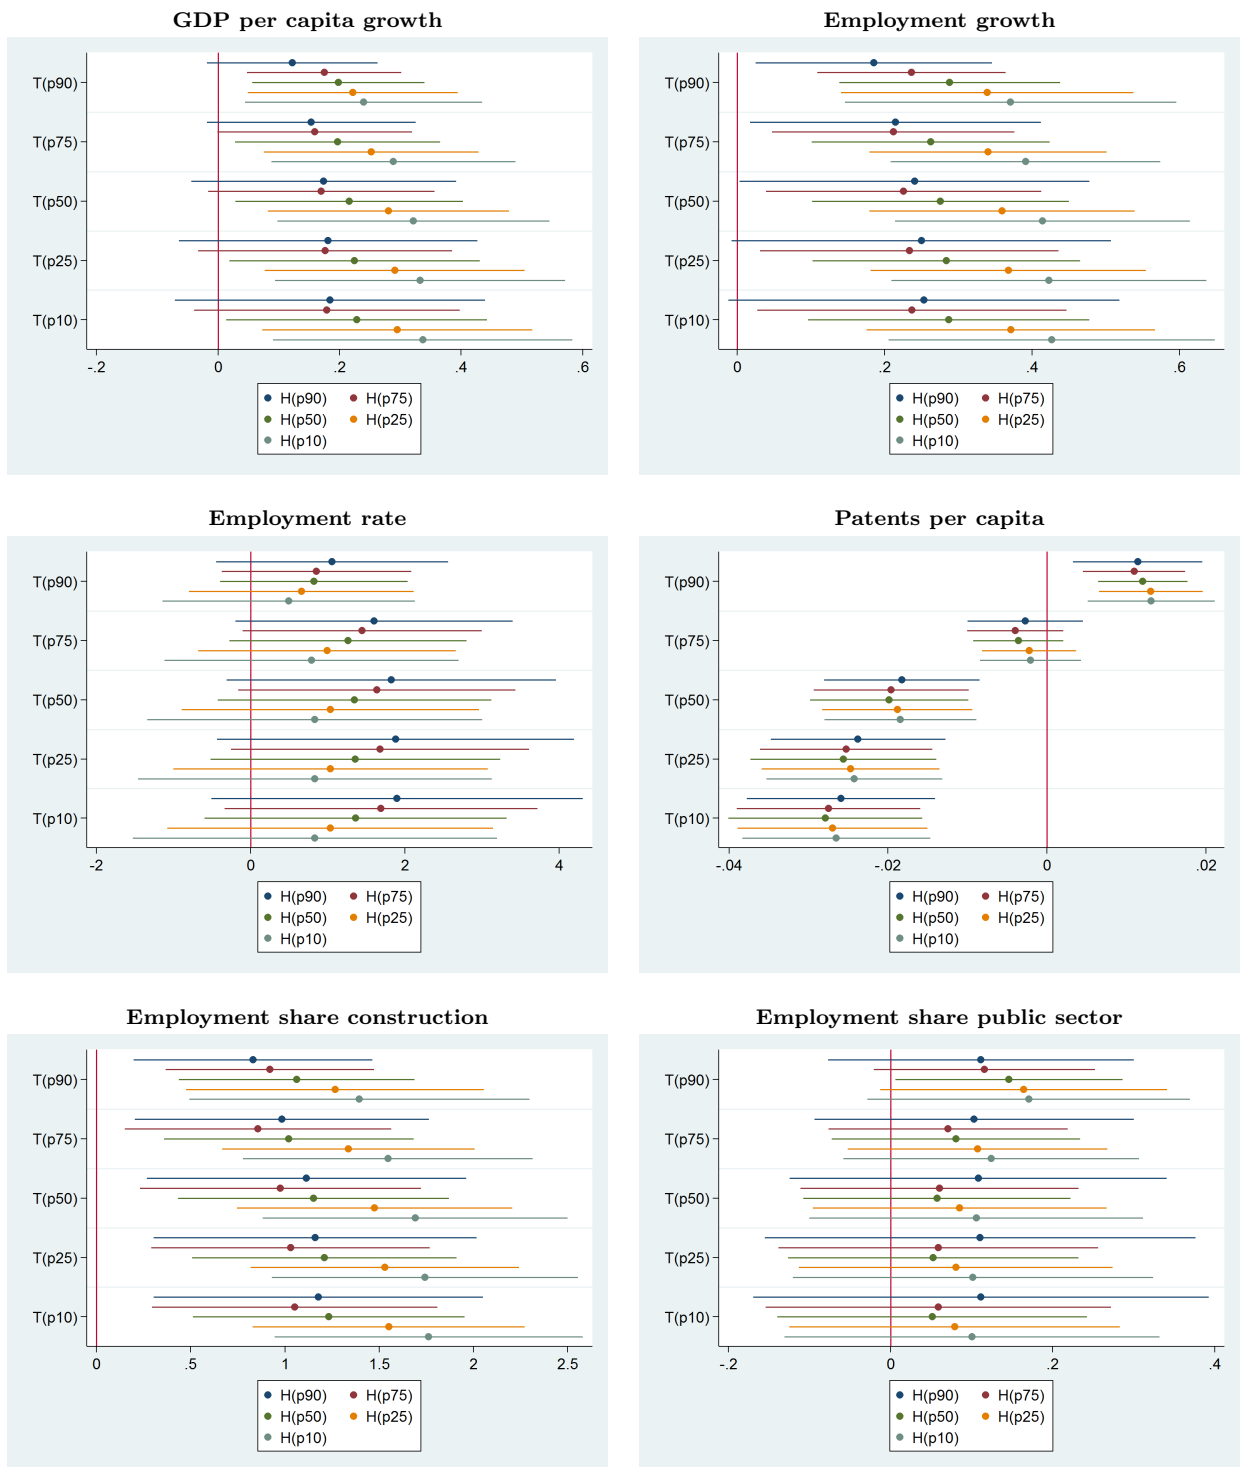 GDP per capita growth
T(p90)
T(p75)
T(p50)
T(p25)
T(p10)
-.2 0 .2 .4 .6
H(p90) H(p75)
H(p50) H(p25)
H(p10)
Employment growth
T(p90)
T(p75)
T(p50)
T(p25)
T(p10)
0 .2 .4 .6
H(p90) H(p75)
H(p50) H(p25)
H(p10)
Employment rate
T(p90)
T(p75)
T(p50)
T(p25)
T(p10)
-2 0 2 4
H(p90) H(p75)
H(p50) H(p25)
H(p10)
Patents per capita
T(p90)
T(p75)
T(p50)
T(p25)
T(p10)
-.04 -.02 0 .02
H(p90) H(p75)
H(p50) H(p25)
H(p10)
Employment share construction
T(p90)
T(p75)
T(p50)
T(p25)
T(p10)
0 .5 1 1.5 2 2.5
H(p90) H(p75)
H(p50) H(p25)
H(p10)
Employment share public sector
T(p90)
T(p75)
T(p50)
T(p25)
T(p10)
-.2 0 .2 .4
H(p90) H(p75)
H(p50) H(p25)
H(p10)